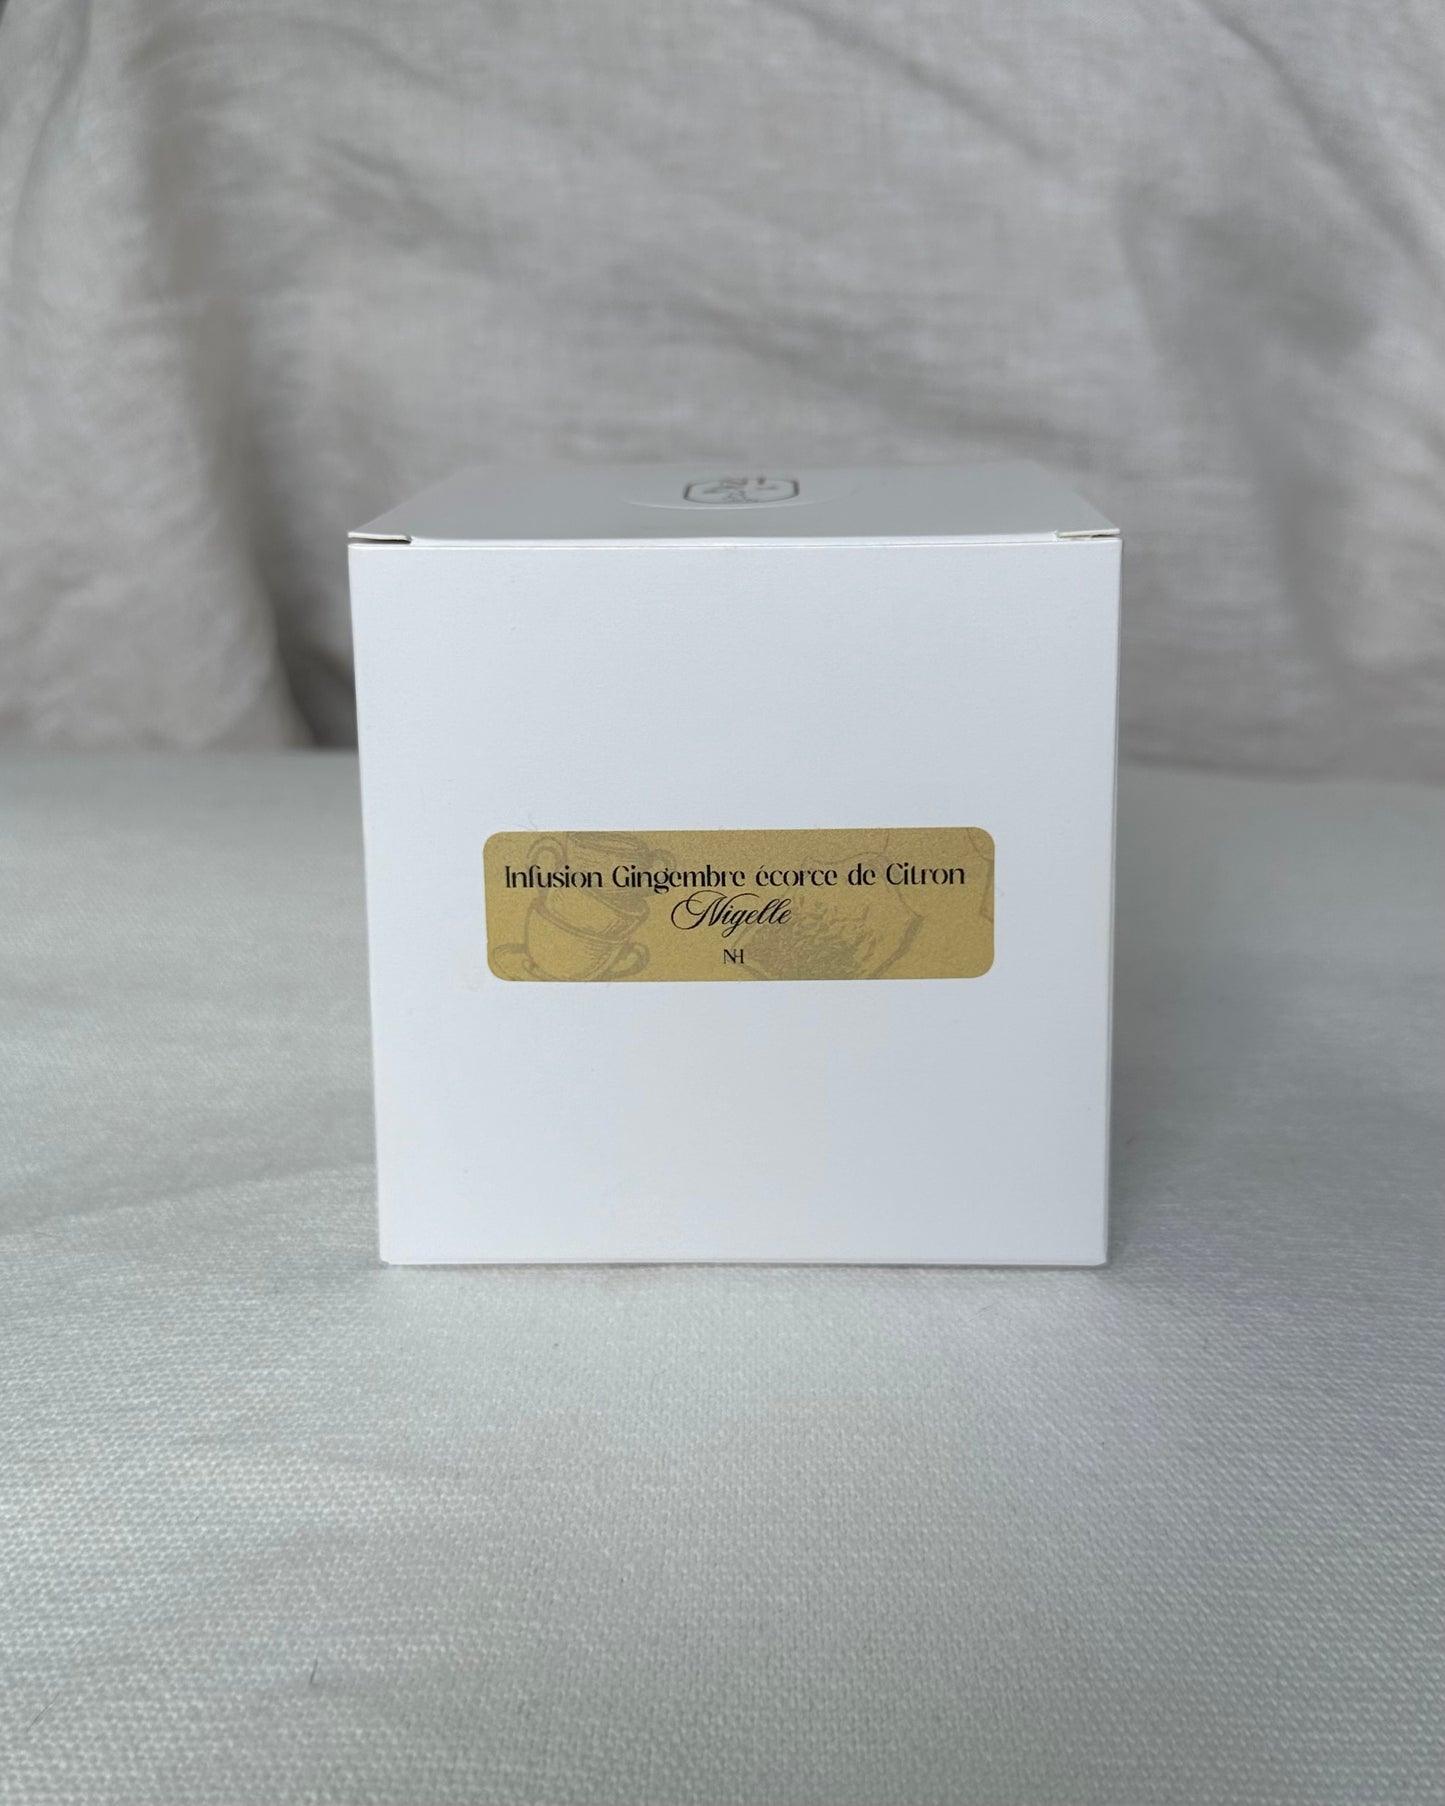 Infusion Gingembre écorce de Citron
Nigelle
NH